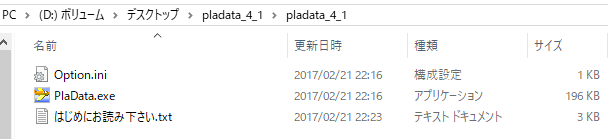 PC > (D:) ボリューム > デスクトップ > pladata_4_1 > pladata_4_1
名前 更新日時 種類 サイズ
Option.ini 2017/02/21 22:16 構成設定 1 KB
PlaData.exe 2017/02/21 22:16 アプリケーション 196 KB
はじめにお読み下さい.txt 2017/02/21 22:23 テキスト ドキュメント 3 KB